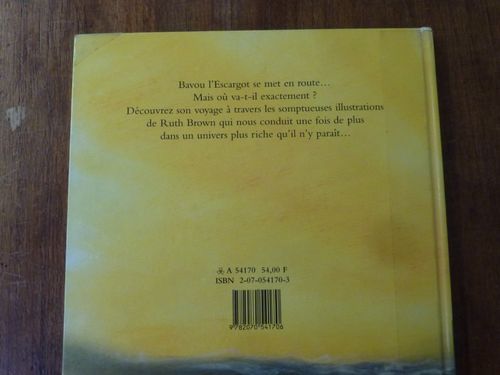 Bavou l'Escargot se met en route...
Mais où va-t-il exactement ?
Découvrez son voyage à travers les somptueuses illustrations
de Ruth Brown qui nous conduit une fois de plus
dans un univers plus riche qu'il n'y paraît...
A 54170 54,00 F
ISBN 2-07-054170-3
9782070541706